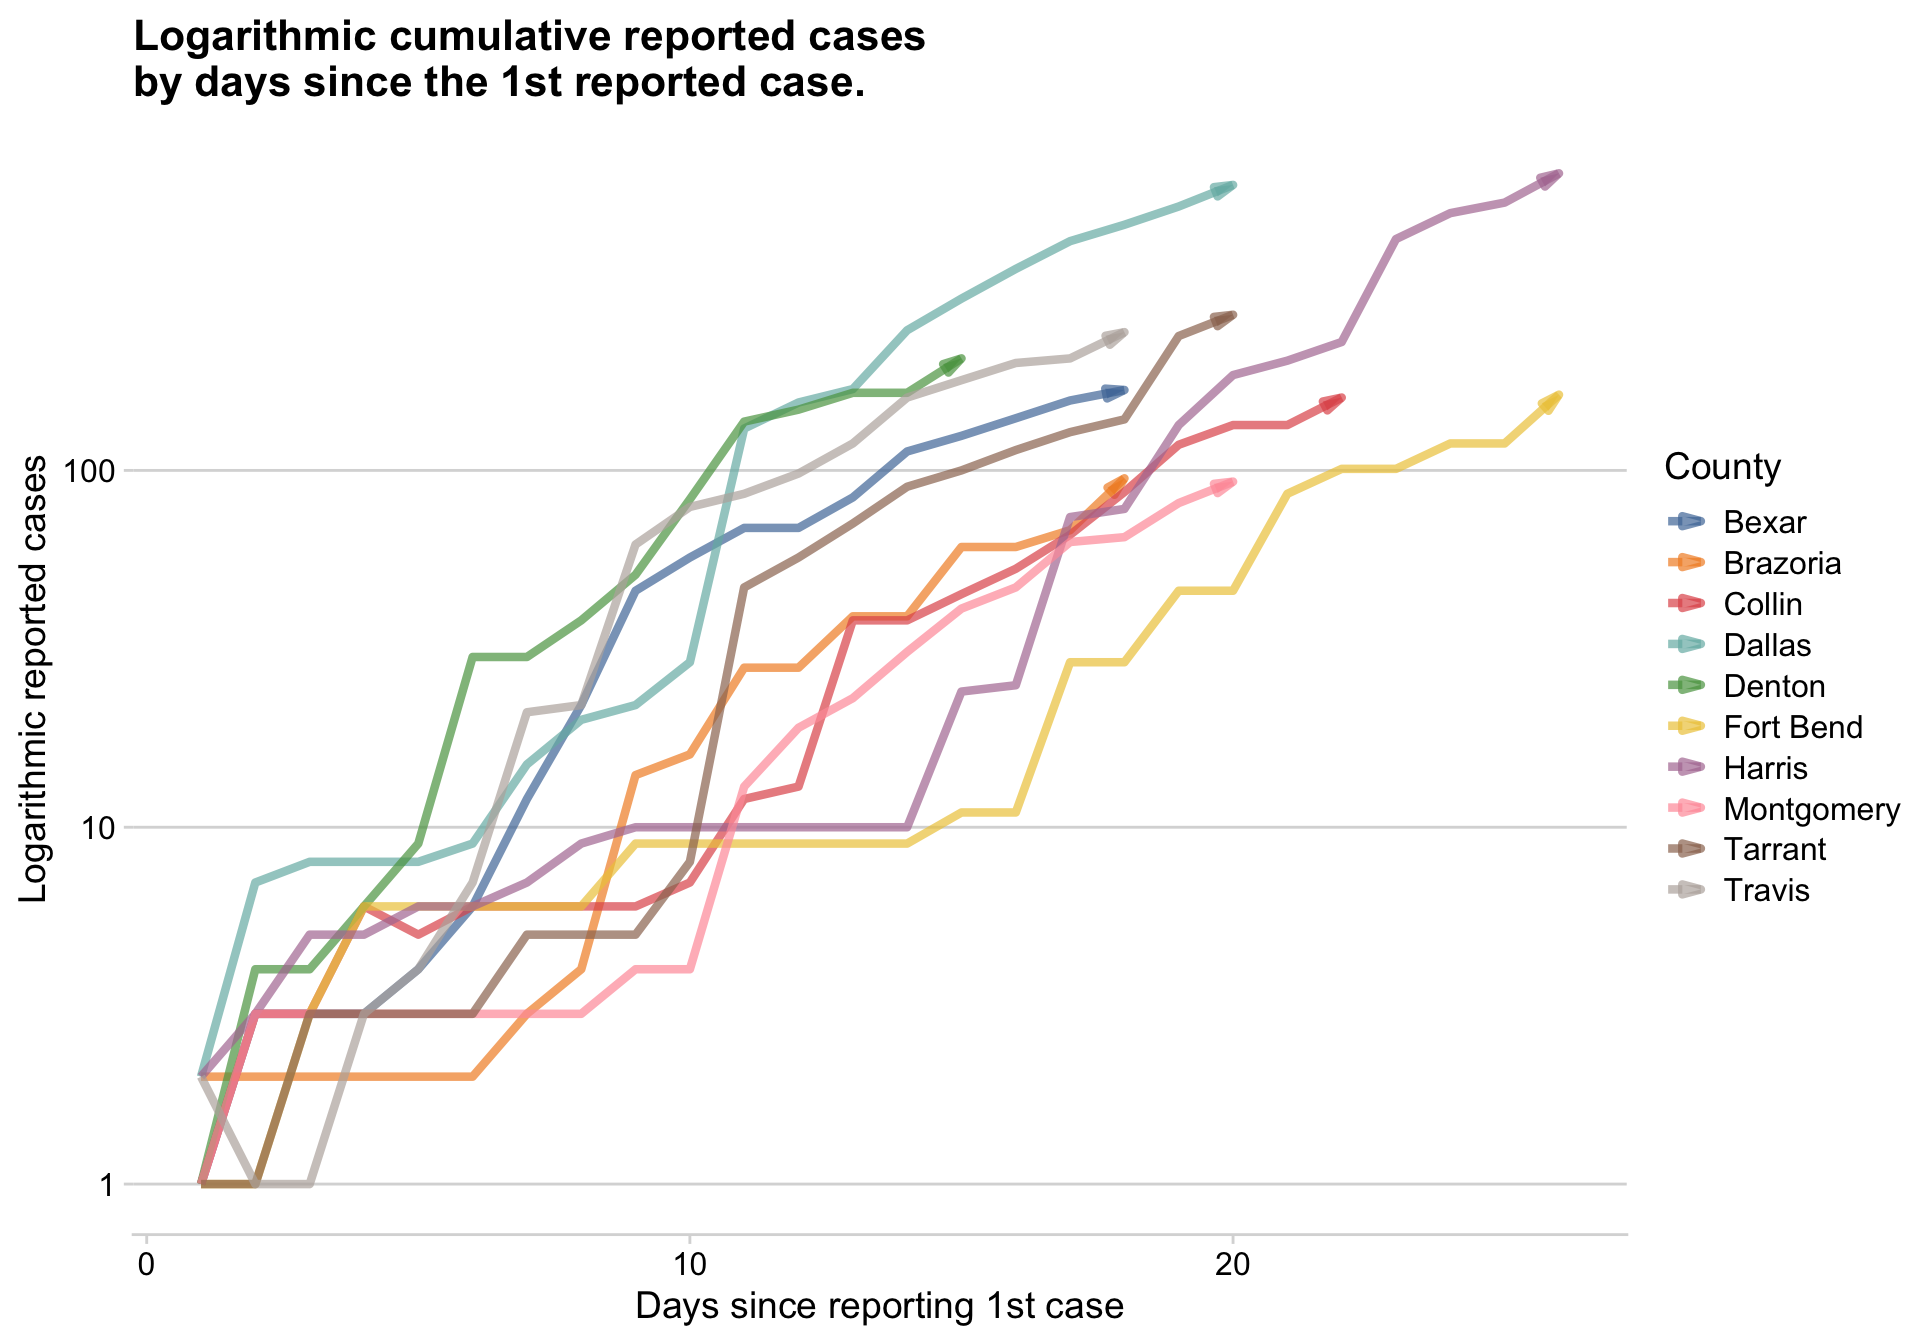 Logarithmic cumulative reported cases
by days since the 1st reported case.
Logarithmic reported cases
100
10
1
0
10
20
Days since reporting 1st case
County
Bexar
Brazoria
Collin
Dallas
Denton
Fort Bend
Harris
Montgomery
Tarrant
Travis